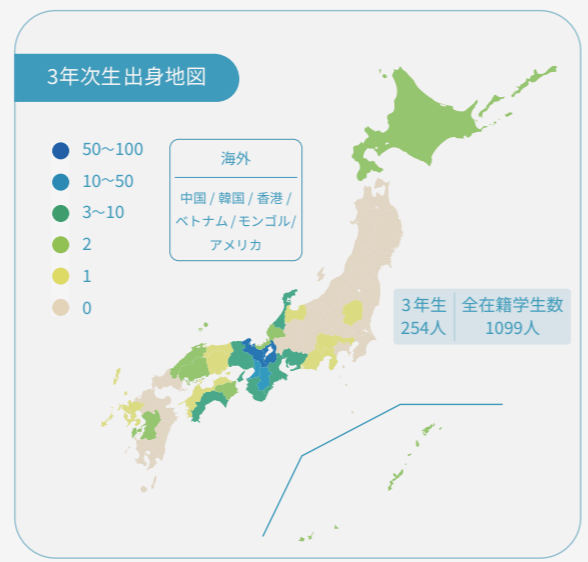 3年次生出身地図
50〜100
10〜50
3〜10
2
1
0
海外
中国 / 韓国 / 香港 /
ベトナム / モンゴル/
アメリカ
3年生
254人
全在籍学生数
1099人